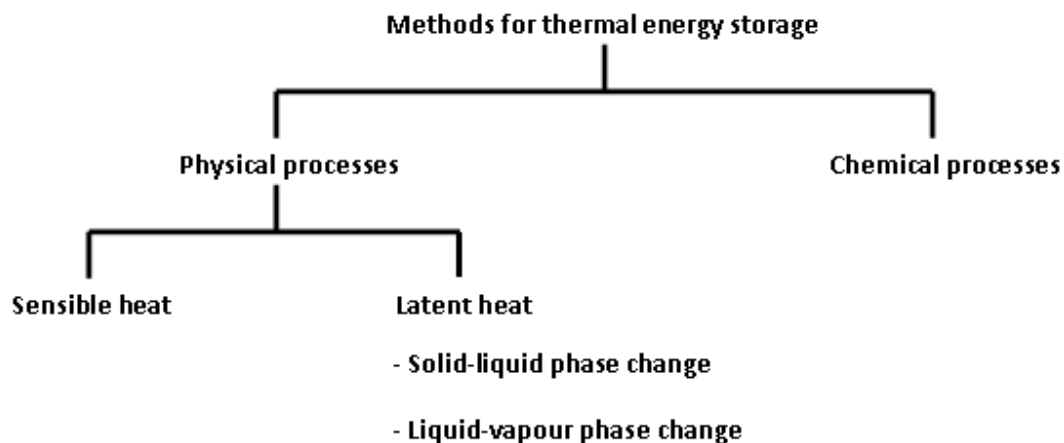 Methods for thermal energy storage
Physical processes
Chemical processes
Sensible heat
Latent heat
- Solid-liquid phase change
- Liquid-vapour phase change